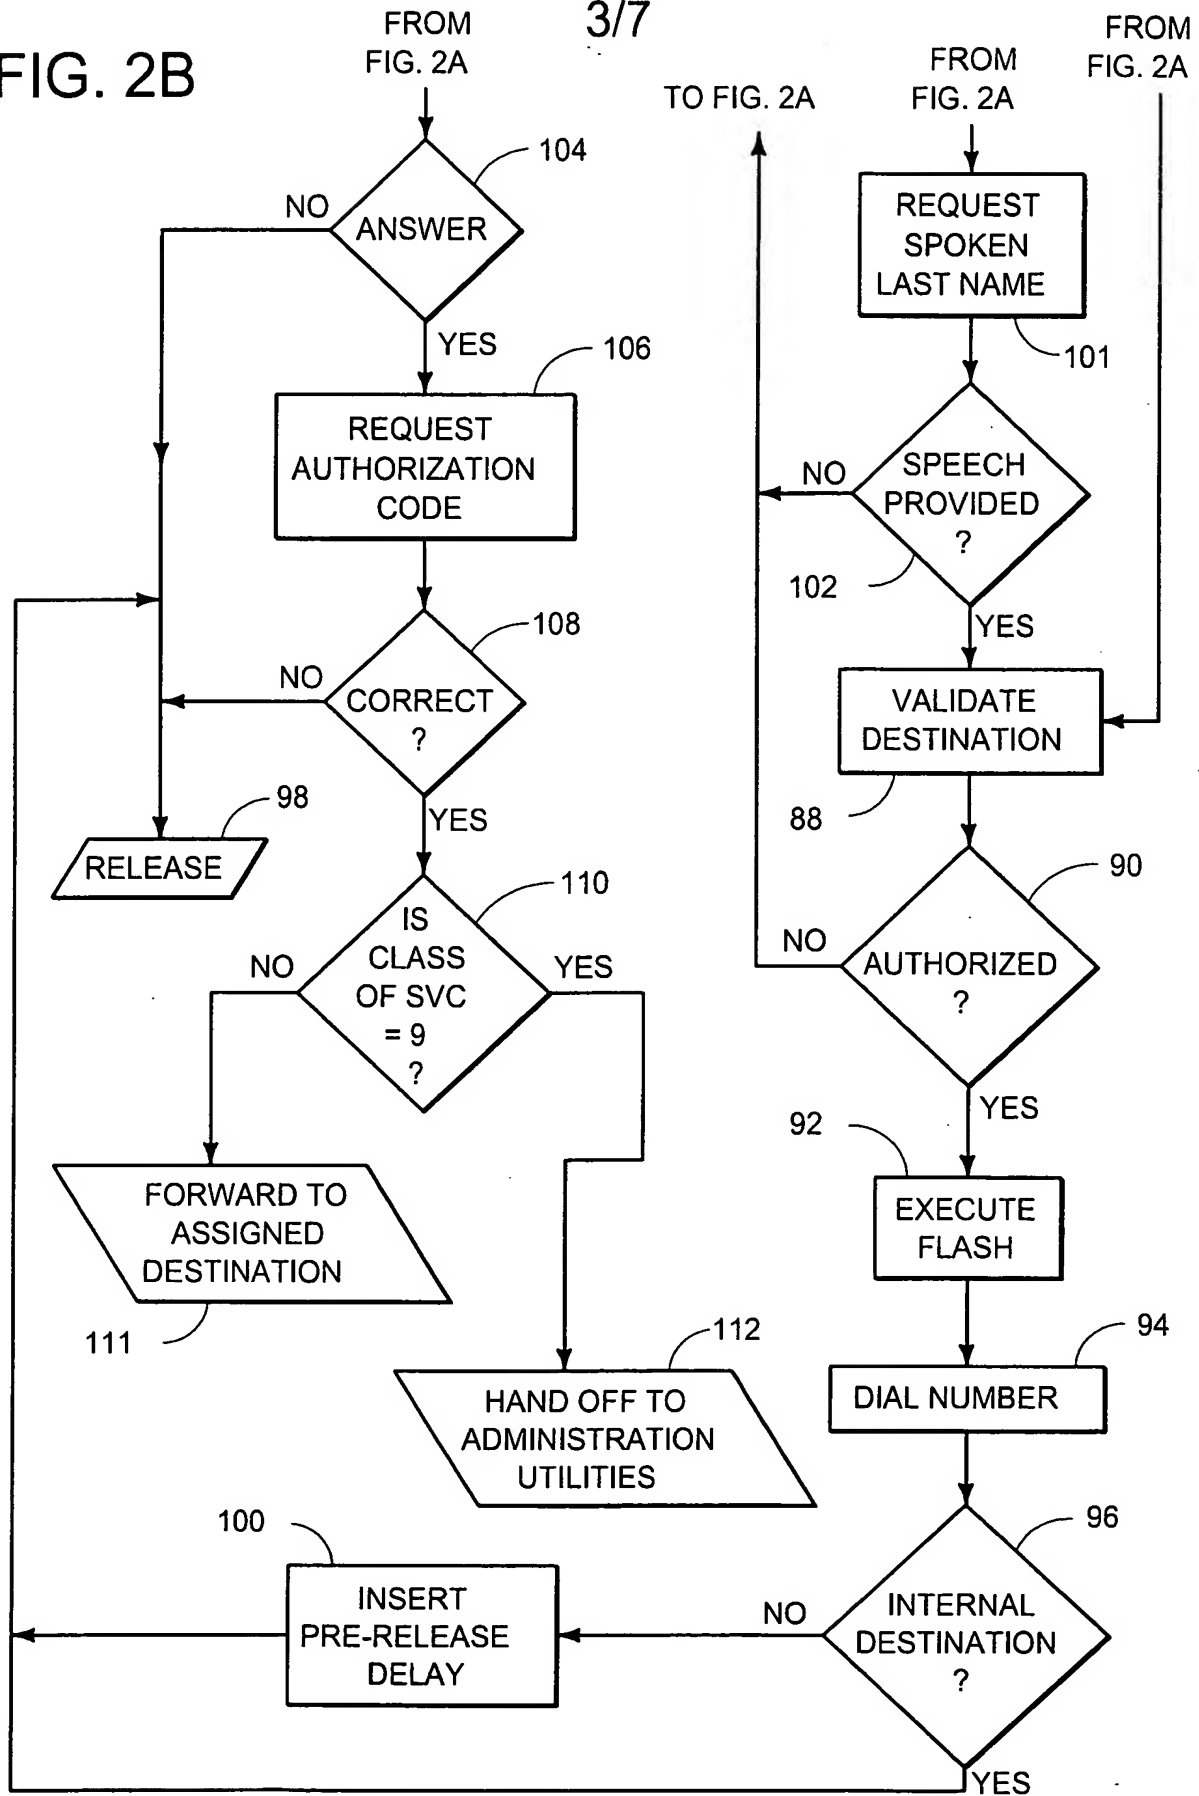 3/7
FIG. 2B
FROM
FIG. 2A
104
NO
ANSWER
YES
106
REQUEST
AUTHORIZATION
CODE
108
NO
CORRECT
?
YES
98
RELEASE
110
IS
CLASS
OF SVC
= 9
?
NO
YES
FORWARD TO
ASSIGNED
DESTINATION
111
112
HAND OFF TO
ADMINISTRATION
UTILITIES
TO FIG. 2A
FROM
FIG. 2A
FROM
FIG. 2A
REQUEST
SPOKEN
LAST NAME
101
NO
SPEECH
PROVIDED
?
102
YES
VALIDATE
DESTINATION
88
90
NO
AUTHORIZED
?
YES
92
EXECUTE
FLASH
94
DIAL NUMBER
96
INTERNAL
DESTINATION
?
NO
YES
100
INSERT
PRE-RELEASE
DELAY